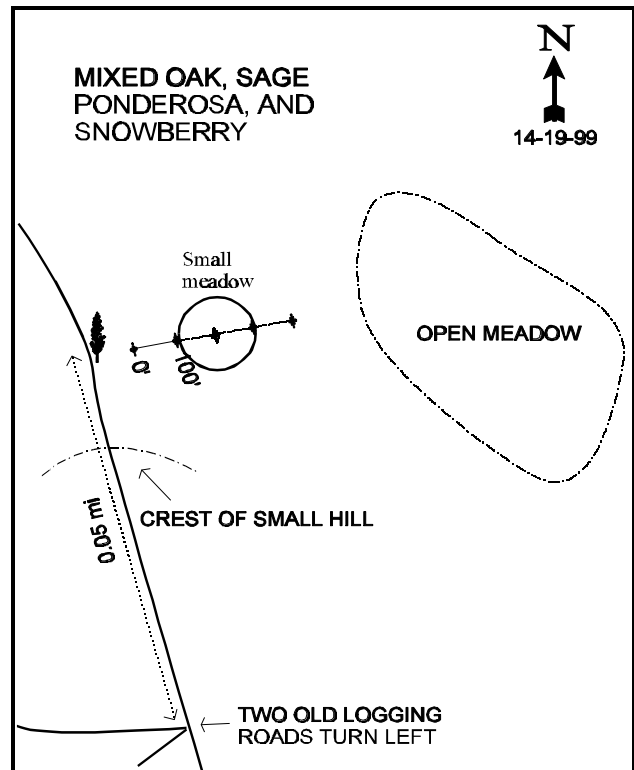 N
14-19-99
MIXED OAK, SAGE
PONDEROSA, AND
SNOWBERRY
Small
meadow
OPEN MEADOW
0'
100'
CREST OF SMALL HILL
0.05 mi
TWO OLD LOGGING
ROADS TURN LEFT